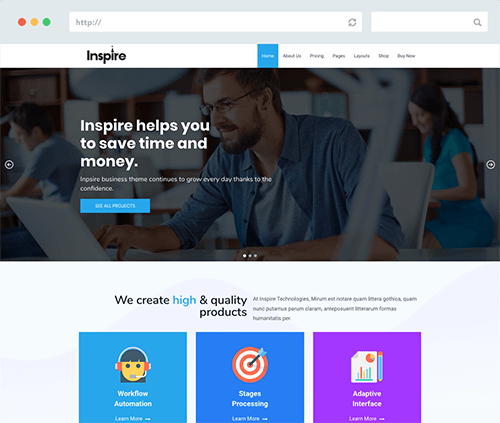 http://
Inspire
Home About Us Pricing Pages Layouts Shop Buy Now
Inspire helps you
to save time and
money.
Inpsire business theme continues to grow every day thanks to the
confidence.
SEE ALL PROJECTS
We create high & quality
products
At Inspire Technologies, Mirum est notare quam littera gothica, quam
nunc putamus parum claram, anteposuerit litterarum formas
humanitatis per.
Workflow
Automation
Learn More
Stages
Processing
Learn More
Adaptive
Interface
Learn More